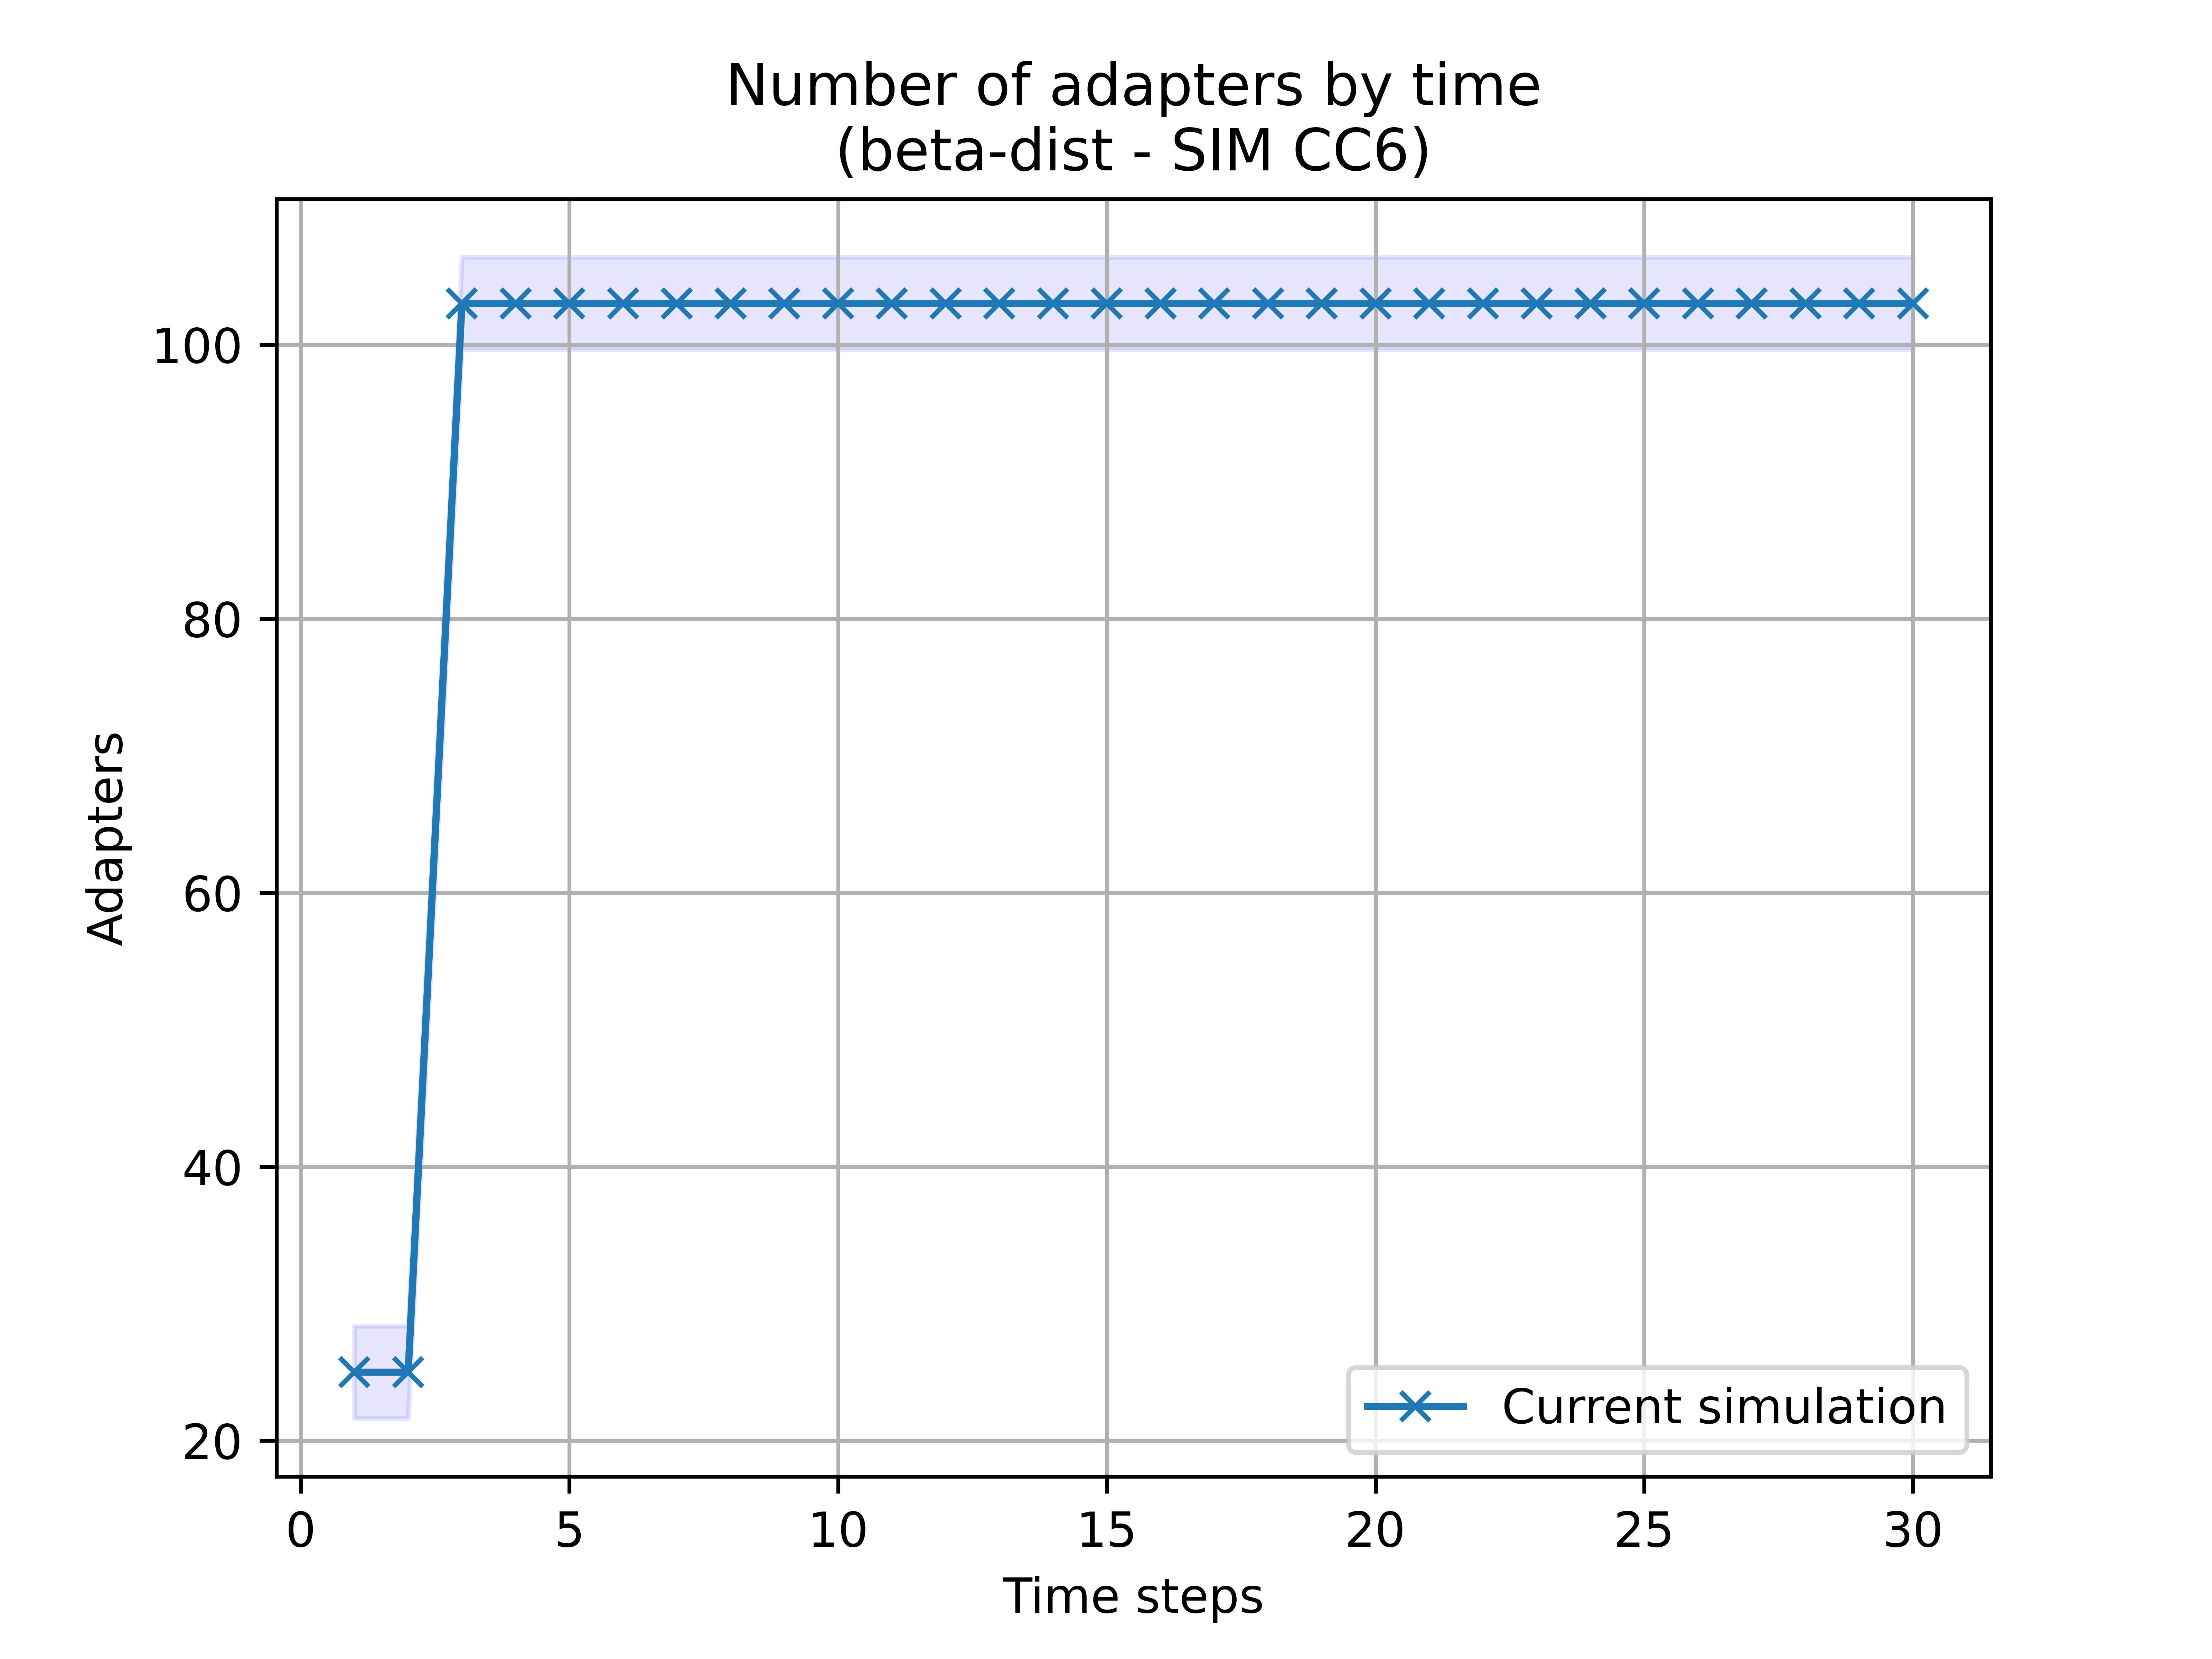 Number of adapters by time
(beta-dist - SIM CC6)
100
80
60
40
20
Adapters
Current simulation
0 5 10 15 20 25 30
Time steps